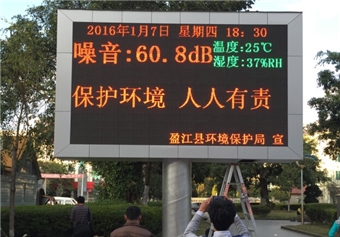 2016年1月7日 星期四 18:30
噪音:60.8dB 温度:25℃
湿度:37%RH
保护环境 人人有责
盈江县环境保护局 宣